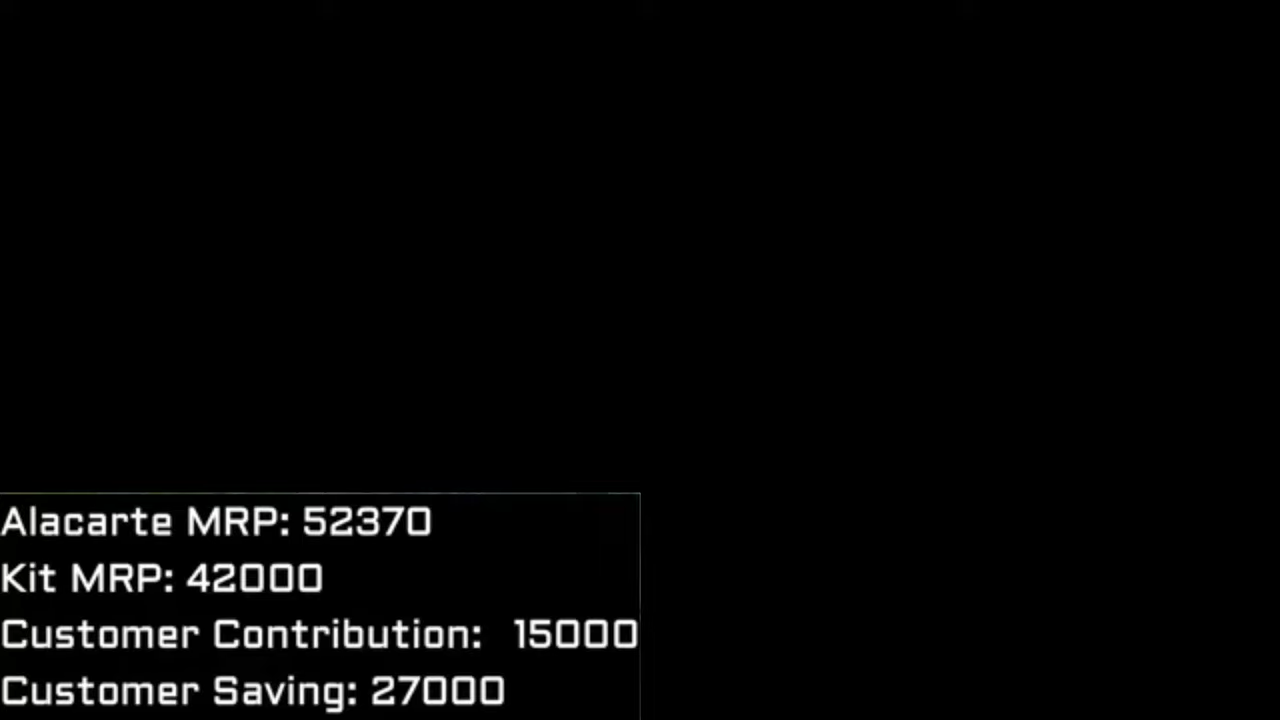 Alacarte MRP: 52370
Kit MRP: 42000
Customer Contribution: 15000
Customer Saving: 27000